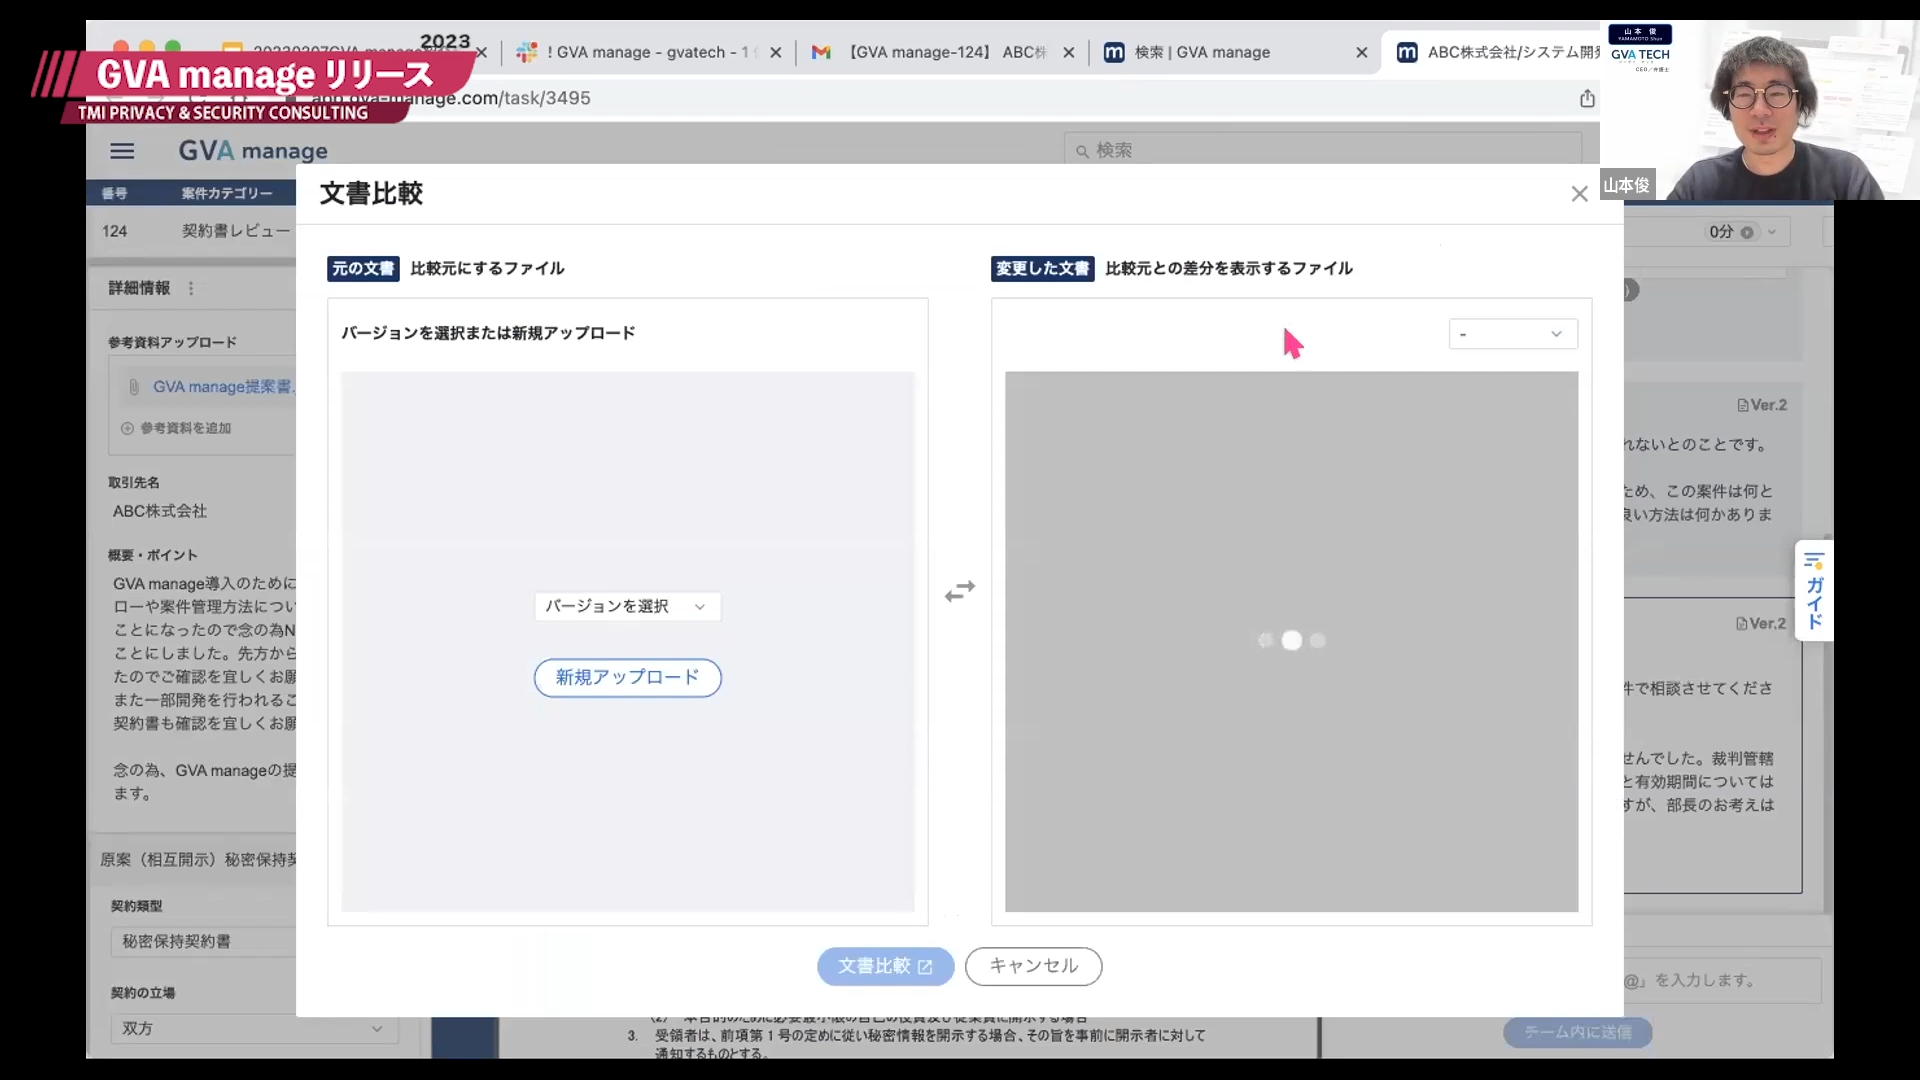 2023
! GVA manage - gvatech - 1
【GVA manage-124】 ABC株
検索 | GVA manage
ABC株式会社/システム開発
GVA manage リリース
TMI PRIVACY & SECURITY CONSULTING
app.gva-manage.com/task/3495
山本 俊
YAMAMOTO Shun
GVA TECH
CEO／弁護士
山本俊
GVA manage
検索
番号
案件カテゴリー
124
契約書レビュー
0分
文書比較
元の文書 比較元にするファイル
変更した文書 比較元との差分を表示するファイル
バージョンを選択または新規アップロード
-
バージョンを選択
新規アップロード
文書比較
キャンセル
詳細情報
参考資料アップロード
GVA manage提案書.
参考資料を追加
取引先名
ABC株式会社
概要・ポイント
GVA manage導入のために
ローや案件管理方法につい
ことになったので念の為N
ことにしました。先方から
たのでご確認を宜しくお願
また一部開発を行われるこ
契約書も確認を宜しくお願
念の為、GVA manageの提
ます。
原案（相互開示）秘密保持契
契約類型
秘密保持契約書
契約の立場
双方
Ver.2
れないとのことです。
ため、この案件は何と
良い方法は何かありま
ガイド
Ver.2
件で相談させてくださ
せんでした。裁判管轄
と有効期間については
すが、部長のお考えは
@」を入力します。
チーム内に送信
3. 受領者は、前項第１号の定めに従い秘密情報を開示する場合、その旨を事前に開示者に対して
通知するものとする。